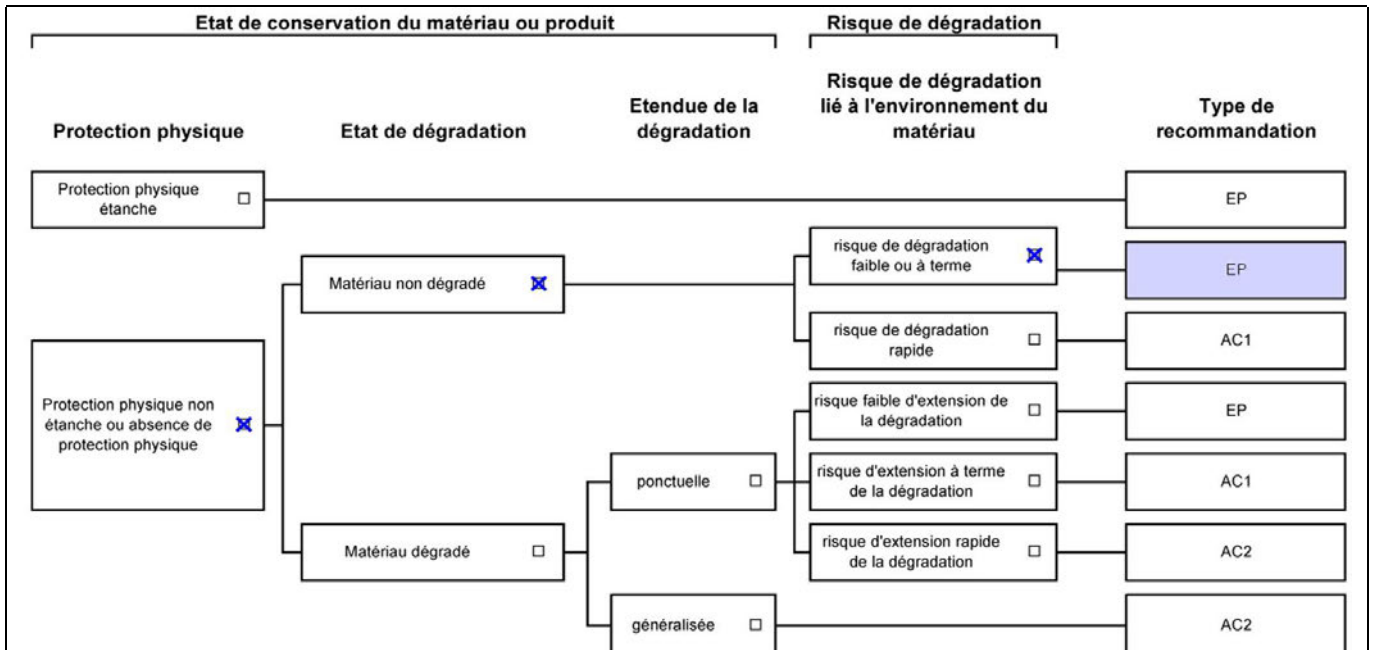 Etat de conservation du matériau ou produit
Risque de dégradation
Protection physique
Etat de dégradation
Etendue de la
dégradation
Risque de dégradation
lié à l'environnement du
matériau
Type de
recommandation
Protection physique
étanche
EP
risque de dégradation
faible ou à terme
EP
Matériau non dégradé
risque de dégradation
rapide
AC1
Protection physique non
étanche ou absence de
protection physique
risque faible d'extension de
la dégradation
EP
ponctuelle
risque d'extension à terme
de la dégradation
AC1
Matériau dégradé
risque d'extension rapide
de la dégradation
AC2
généralisée
AC2